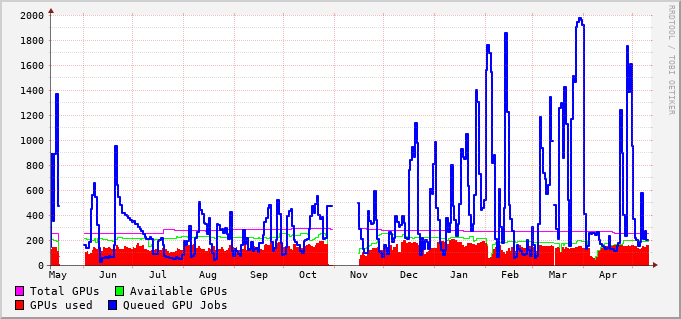 2000
1800
1600
1400
1200
1000
800
600
400
200
0
May Jun Jul Aug Sep Oct Nov Dec Jan Feb Mar Apr
Total GPUs Available GPUs
GPUs used Queued GPU Jobs
RRDTOOL / TOBI OETIKER